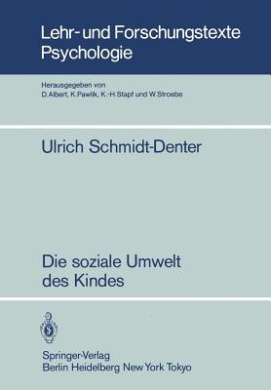 Lehr- und Forschungstexte
Psychologie
Herausgegeben von
D. Albert, K. Pawlik, K.-H. Stapf und W. Stroebe
Ulrich Schmidt-Denter
Die soziale Umwelt
des Kindes
Springer-Verlag
Berlin Heidelberg New York Tokyo